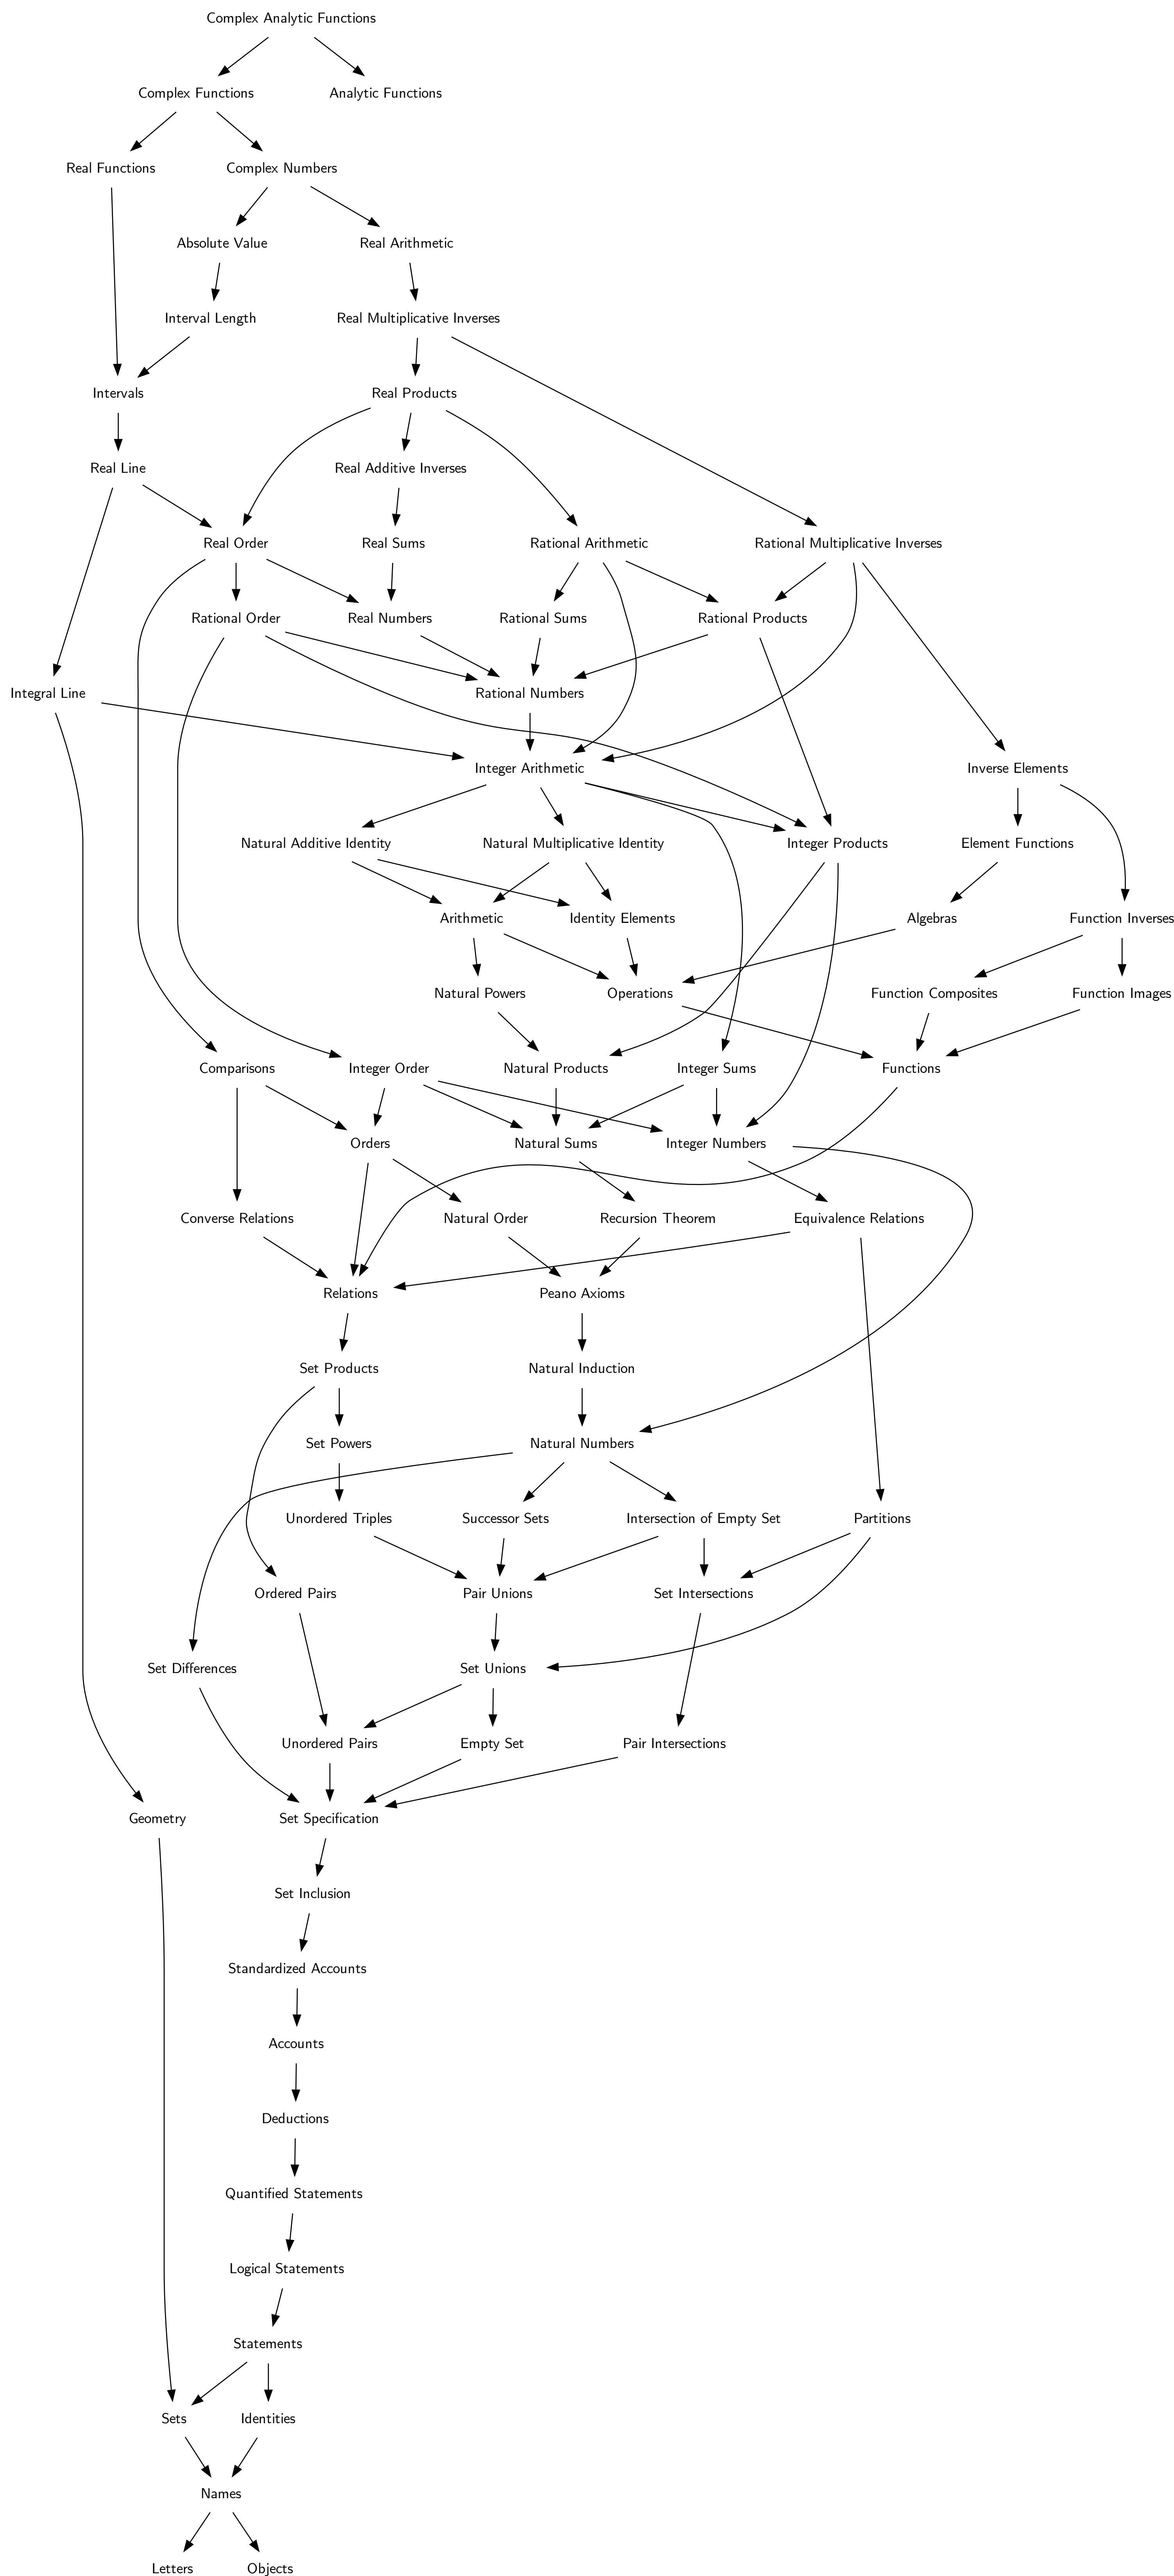 Complex Analytic Functions
Complex Functions
Analytic Functions
Real Functions
Complex Numbers
Absolute Value
Real Arithmetic
Interval Length
Real Multiplicative Inverses
Intervals
Real Products
Real Line
Real Additive Inverses
Real Order
Real Sums
Rational Arithmetic
Rational Multiplicative Inverses
Rational Order
Real Numbers
Rational Sums
Rational Products
Integral Line
Rational Numbers
Integer Arithmetic
Inverse Elements
Natural Additive Identity
Natural Multiplicative Identity
Integer Products
Element Functions
Arithmetic
Identity Elements
Algebras
Function Inverses
Natural Powers
Operations
Function Composites
Function Images
Comparisons
Integer Order
Natural Products
Integer Sums
Functions
Orders
Natural Sums
Integer Numbers
Converse Relations
Natural Order
Recursion Theorem
Equivalence Relations
Relations
Peano Axioms
Set Products
Natural Induction
Set Powers
Natural Numbers
Unordered Triples
Successor Sets
Intersection of Empty Set
Partitions
Ordered Pairs
Pair Unions
Set Intersections
Set Differences
Set Unions
Unordered Pairs
Empty Set
Pair Intersections
Geometry
Set Specification
Set Inclusion
Standardized Accounts
Accounts
Deductions
Quantified Statements
Logical Statements
Statements
Sets
Identities
Names
Letters
Objects